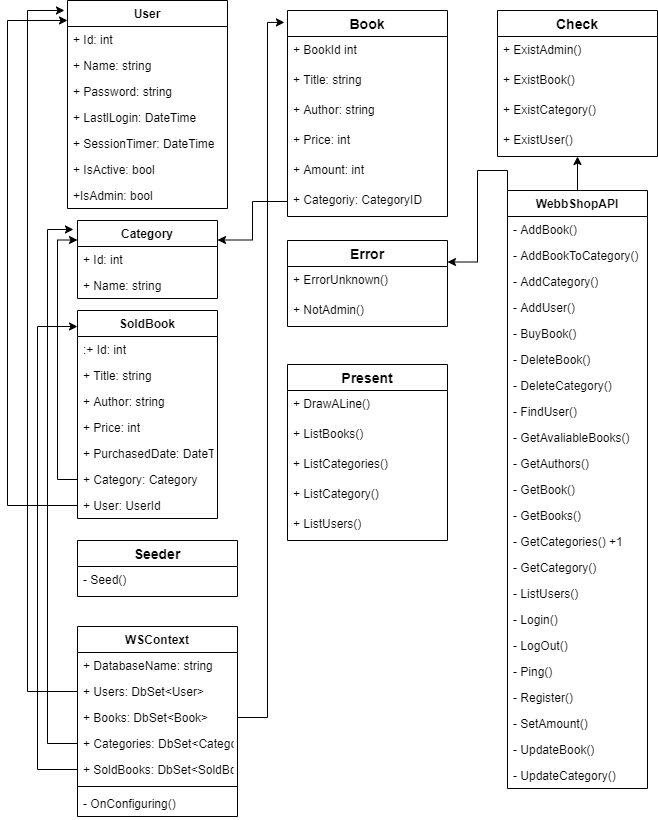 User
+ Id: int
+ Name: string
+ Password: string
+ LastlLogin: DateTime
+ SessionTimer: DateTime
+ IsActive: bool
+IsAdmin: bool
Category
+ Id: int
+ Name: string
SoldBook
:+ Id: int
+ Title: string
+ Author: string
+ Price: int
+ PurchasedDate: DateT
+ Category: Category
+ User: UserId
Seeder
- Seed()
WSContext
+ DatabaseName: string
+ Users: DbSet<User>
+ Books: DbSet<Book>
+ Categories: DbSet<Catego
+ SoldBooks: DbSet<SoldBo
- OnConfiguring()
Book
+ BookId int
+ Title: string
+ Author: string
+ Price: int
+ Amount: int
+ Categoriy: CategoryID
Error
+ ErrorUnknown()
+ NotAdmin()
Present
+ DrawALine()
+ ListBooks()
+ ListCategories()
+ ListCategory()
+ ListUsers()
Check
+ ExistAdmin()
+ ExistBook()
+ ExistCategory()
+ ExistUser()
WebbShopAPI
- AddBook()
- AddBookToCategory()
- AddCategory()
- AddUser()
- BuyBook()
- DeleteBook()
- DeleteCategory()
- FindUser()
- GetAvaliableBooks()
- GetAuthors()
- GetBook()
- GetBooks()
- GetCategories() +1
- GetCategory()
- ListUsers()
- Login()
- LogOut()
- Ping()
- Register()
- SetAmount()
- UpdateBook()
- UpdateCategory()